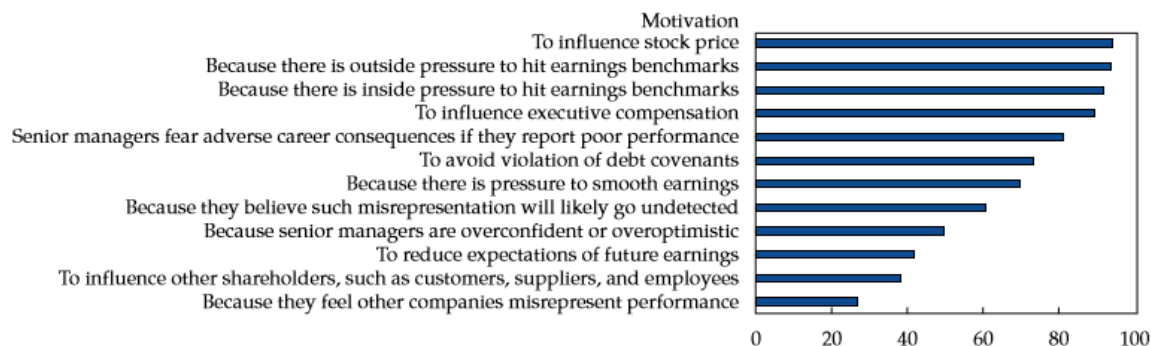 Motivation
To influence stock price
Because there is outside pressure to hit earnings benchmarks
Because there is inside pressure to hit earnings benchmarks
To influence executive compensation
Senior managers fear adverse career consequences if they report poor performance
To avoid violation of debt covenants
Because there is pressure to smooth earnings
Because they believe such misrepresentation will likely go undetected
Because senior managers are overconfident or overoptimistic
To reduce expectations of future earnings
To influence other shareholders, such as customers, suppliers, and employees
Because they feel other companies misrepresent performance
0 20 40 60 80 100